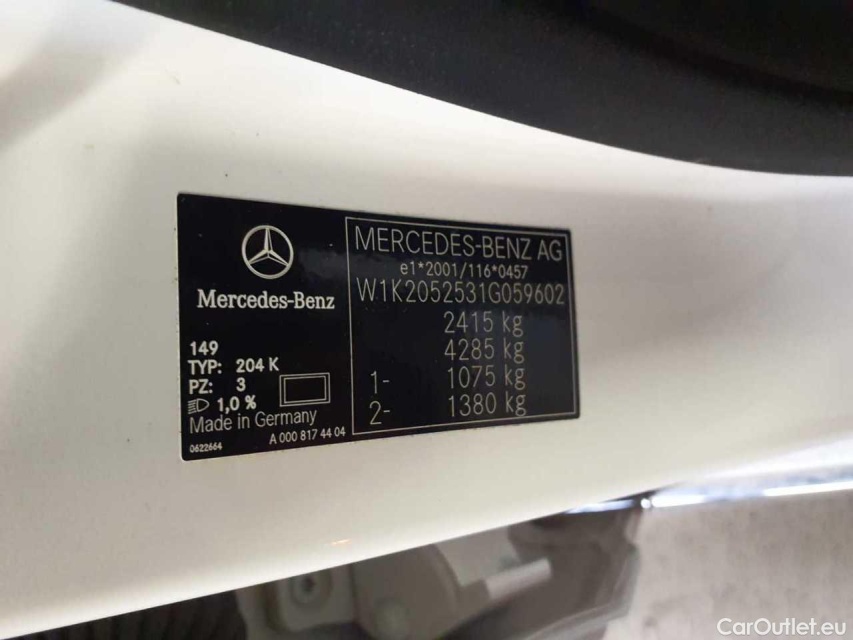 Mercedes-Benz
149
TYP: 204 K
PZ: 3
1,0 %
Made in Germany
0622664
A 000 817 44 04
MERCEDES-BENZ AG
e1*2001/116*0457
W1K2052531G059602
2415 kg
4285 kg
1- 1075 kg
2- 1380 kg
CarOutlet.eu